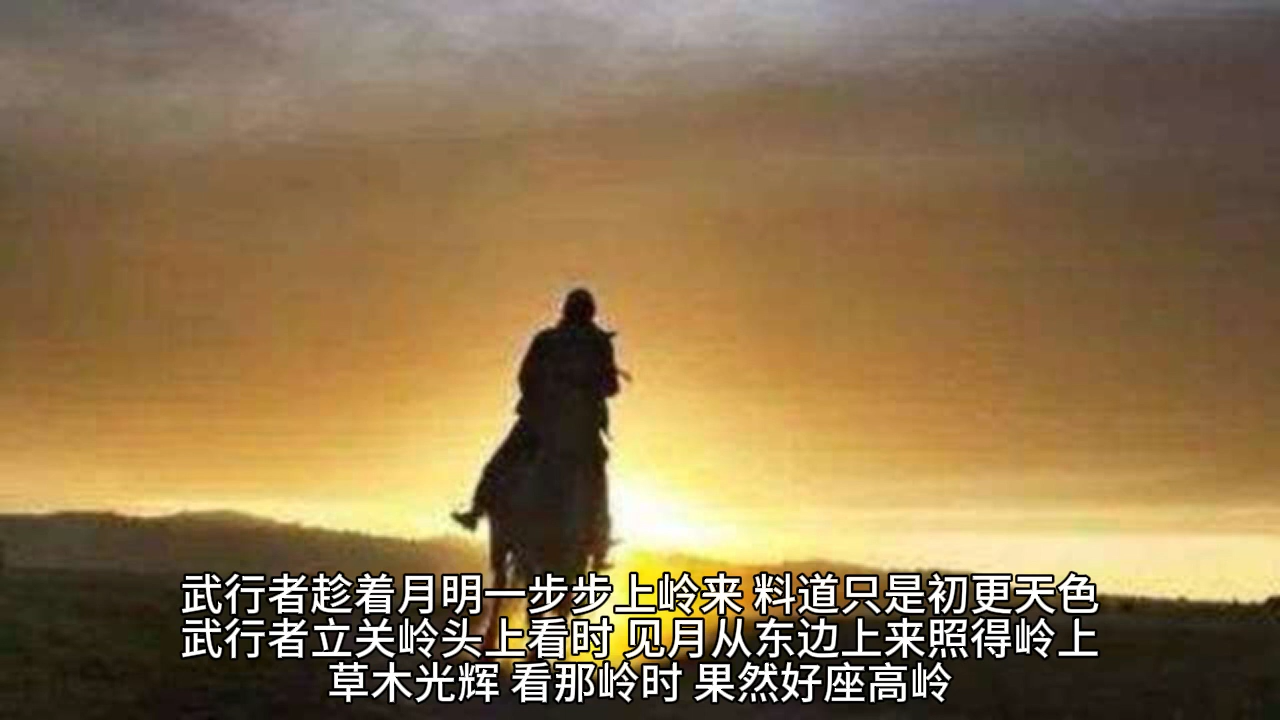 武行者趁着月明一步步上岭来 料道只是初更天色
武行者立关岭头上看时 见月从东边上来照得岭上
草木光辉 看那岭时 果然好座高岭